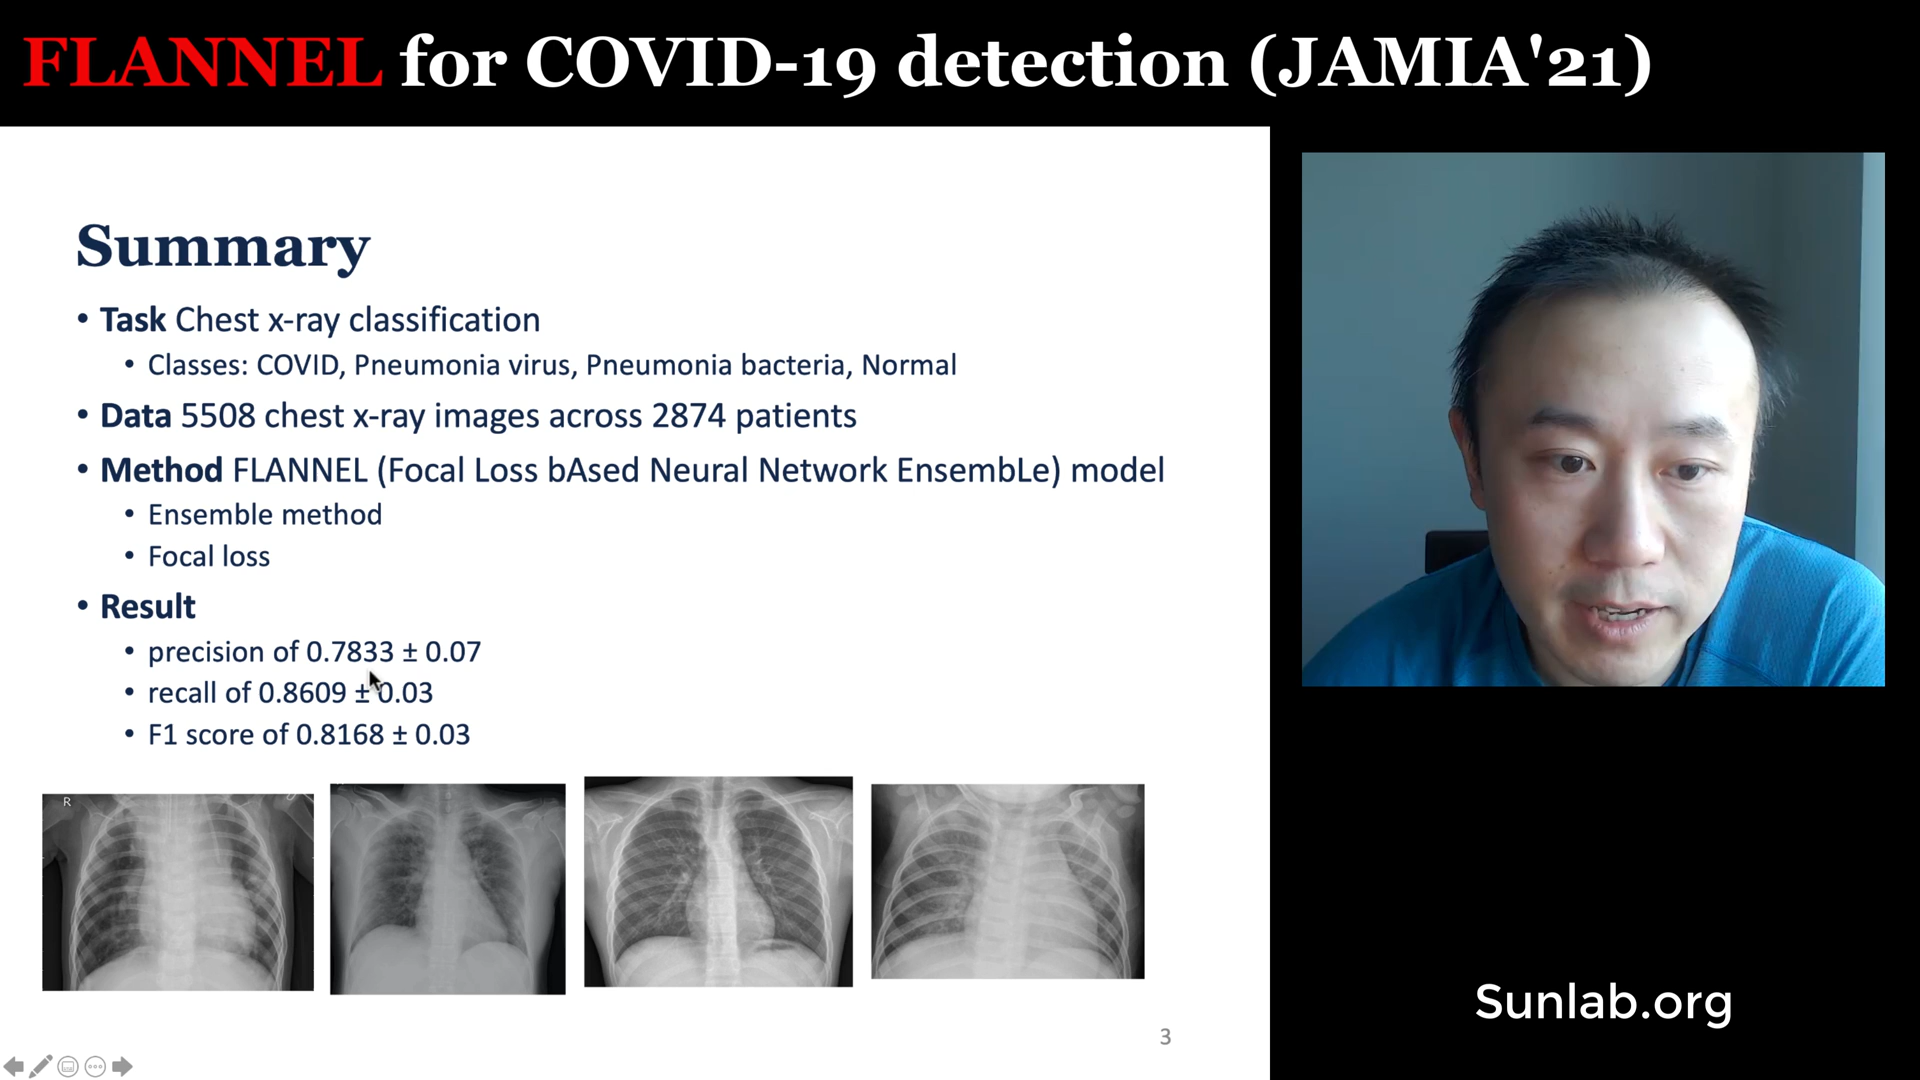 FLANNEL for COVID-19 detection (JAMIA'21)
Summary
• Task Chest x-ray classification
• Classes: COVID, Pneumonia virus, Pneumonia bacteria, Normal
• Data 5508 chest x-ray images across 2874 patients
• Method FLANNEL (Focal Loss bAsed Neural Network EnsembLe) model
• Ensemble method
• Focal loss
• Result
• precision of 0.7833 ± 0.07
• recall of 0.8609 ± 0.03
• F1 score of 0.8168 ± 0.03
R
Sunlab.org
3